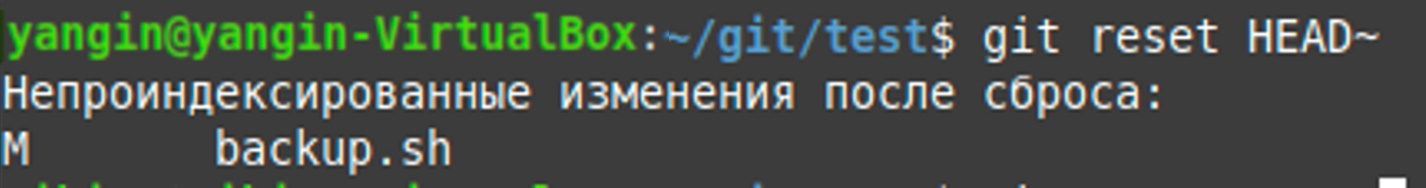 yangin@yangin-VirtualBox:~/git/test$ git reset HEAD~
Непроиндексированные изменения после сброса:
M	backup.sh